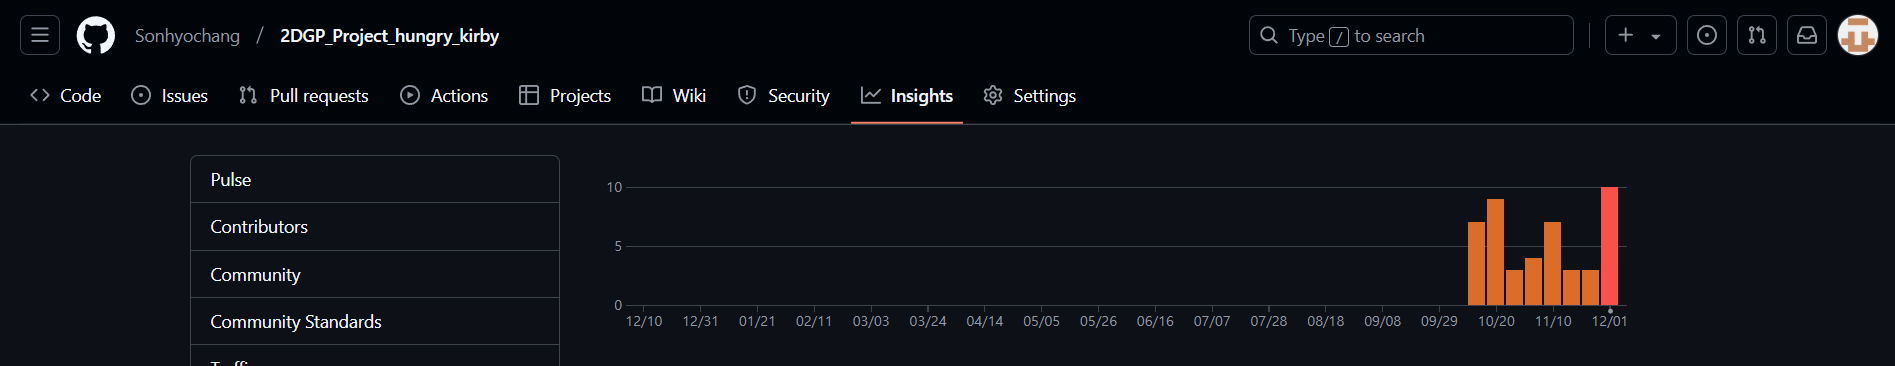 Sonhyochang / 2DGP_Project_hungry_kirby
Type / to search
Code Issues Pull requests Actions Projects Wiki Security Insights Settings
Pulse
Contributors
Community
Community Standards
Traffic
10
5
0
12/10 12/31 01/21 02/11 03/03 03/24 04/14 05/05 05/26 06/16 07/07 07/28 08/18 09/08 09/29 10/20 11/10 12/01